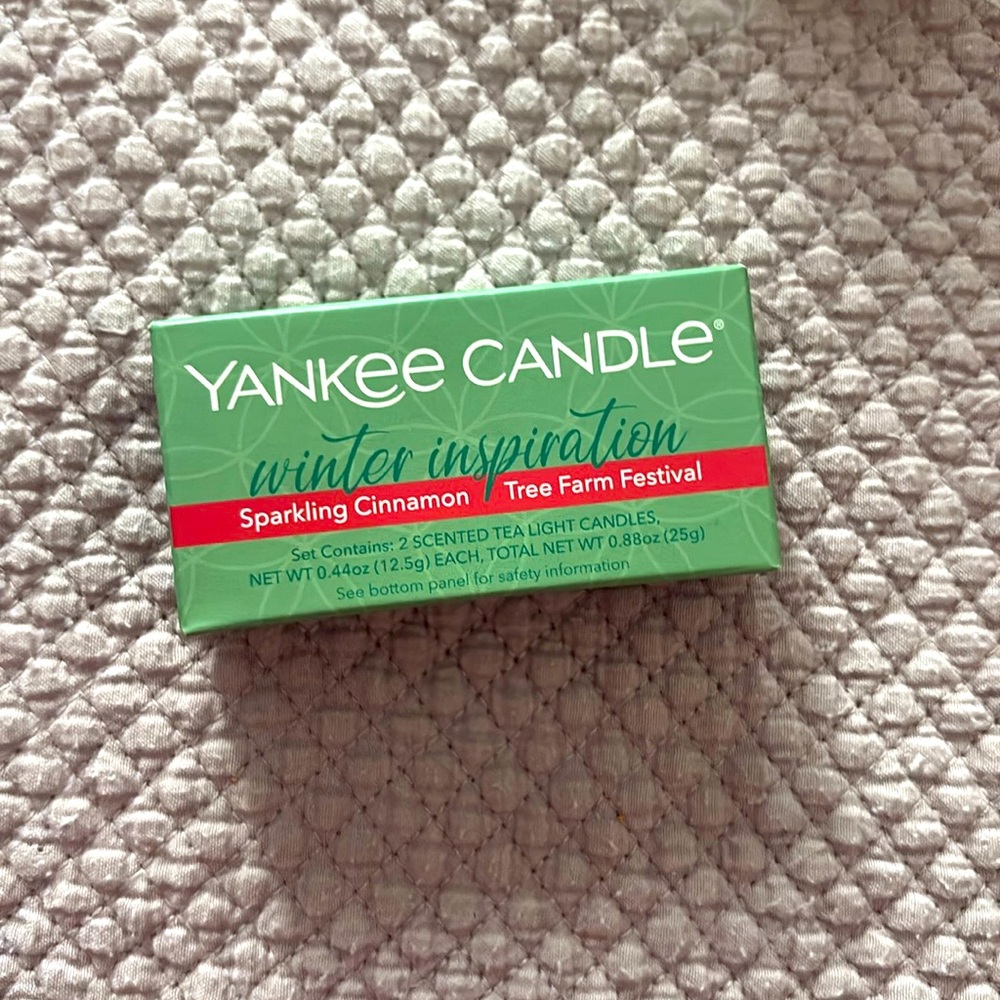 YANKEE CANDLE®
winter inspiration
Sparkling Cinnamon Tree Farm Festival
Set Contains: 2 SCENTED TEA LIGHT CANDLES,
NET WT 0.44oz (12.5g) EACH, TOTAL NET WT 0.88oz (25g)
See bottom panel for safety information